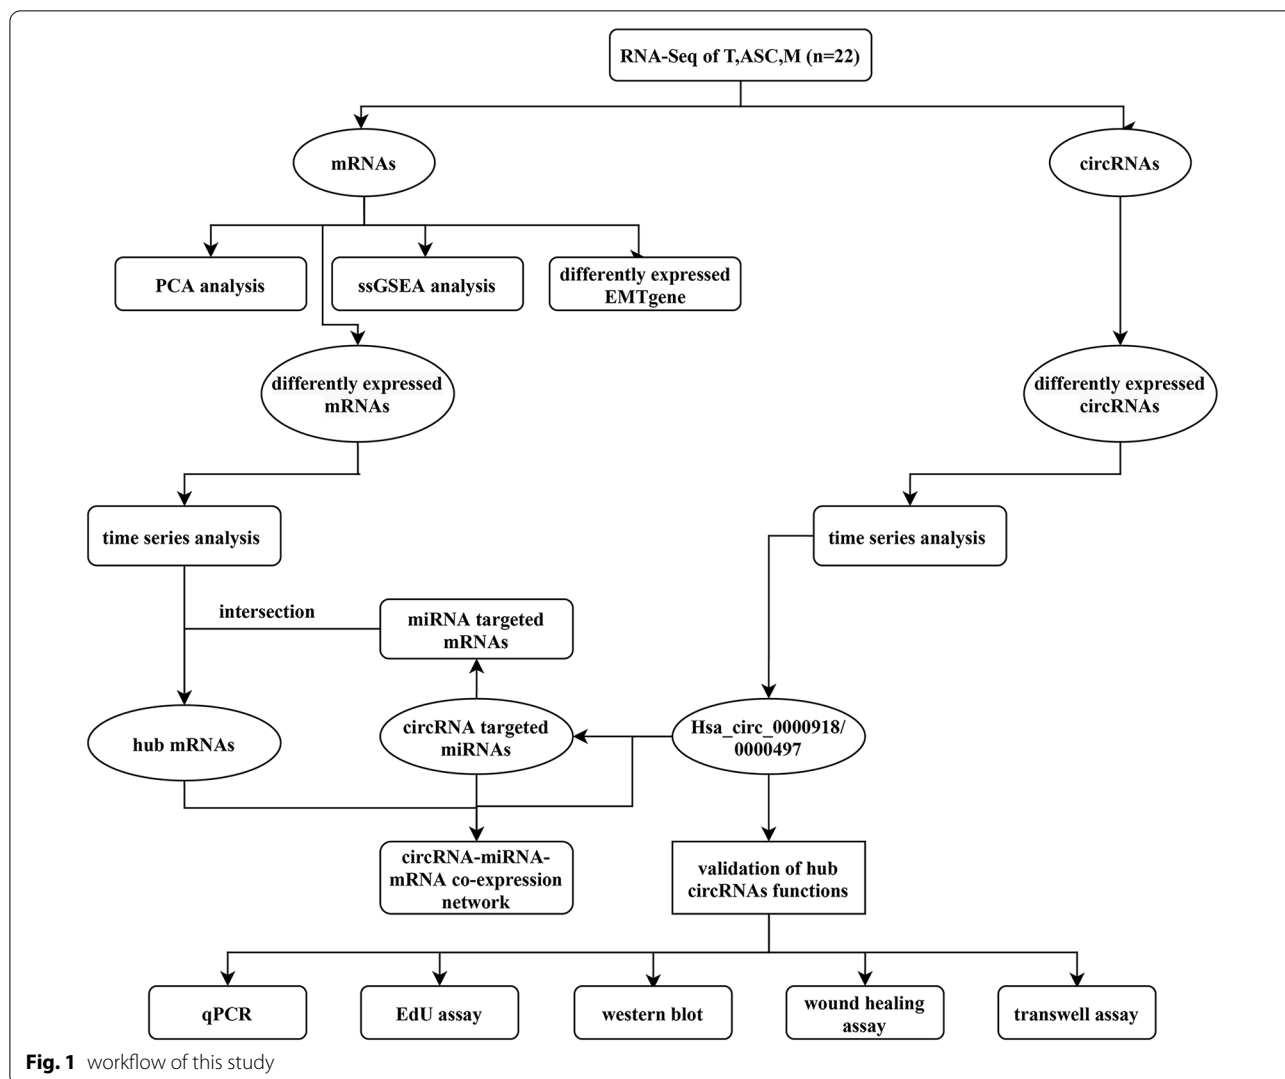 RNA-Seq of T,ASC,M (n=22)
mRNAs
circRNAs
PCA analysis
ssGSEA analysis
differently expressed
EMTgene
differently expressed
mRNAs
differently expressed
circRNAs
time series analysis
time series analysis
intersection
miRNA targeted
mRNAs
hub mRNAs
circRNA targeted
miRNAs
Hsa_circ_0000918/
0000497
circRNA-miRNA-
mRNA co-expression
network
validation of hub
circRNAs functions
qPCR
EdU assay
western blot
wound healing
assay
transwell assay
Fig. 1 workflow of this study